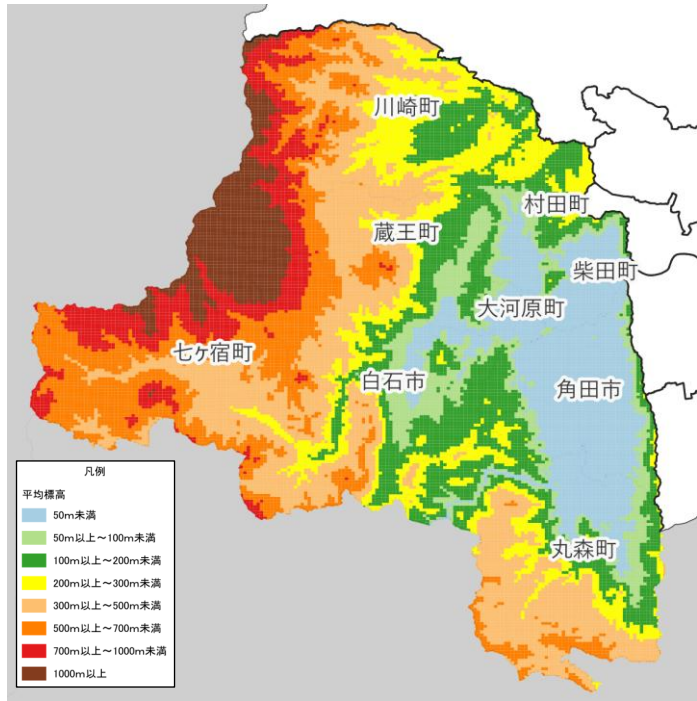 川崎町
村田町
蔵王町
柴田町
大河原町
七ヶ宿町
白石市
角田市
丸森町
凡例
平均標高
50m未満
50m以上～100m未満
100m以上～200m未満
200m以上～300m未満
300m以上～500m未満
500m以上～700m未満
700m以上～1000m未満
1000m以上